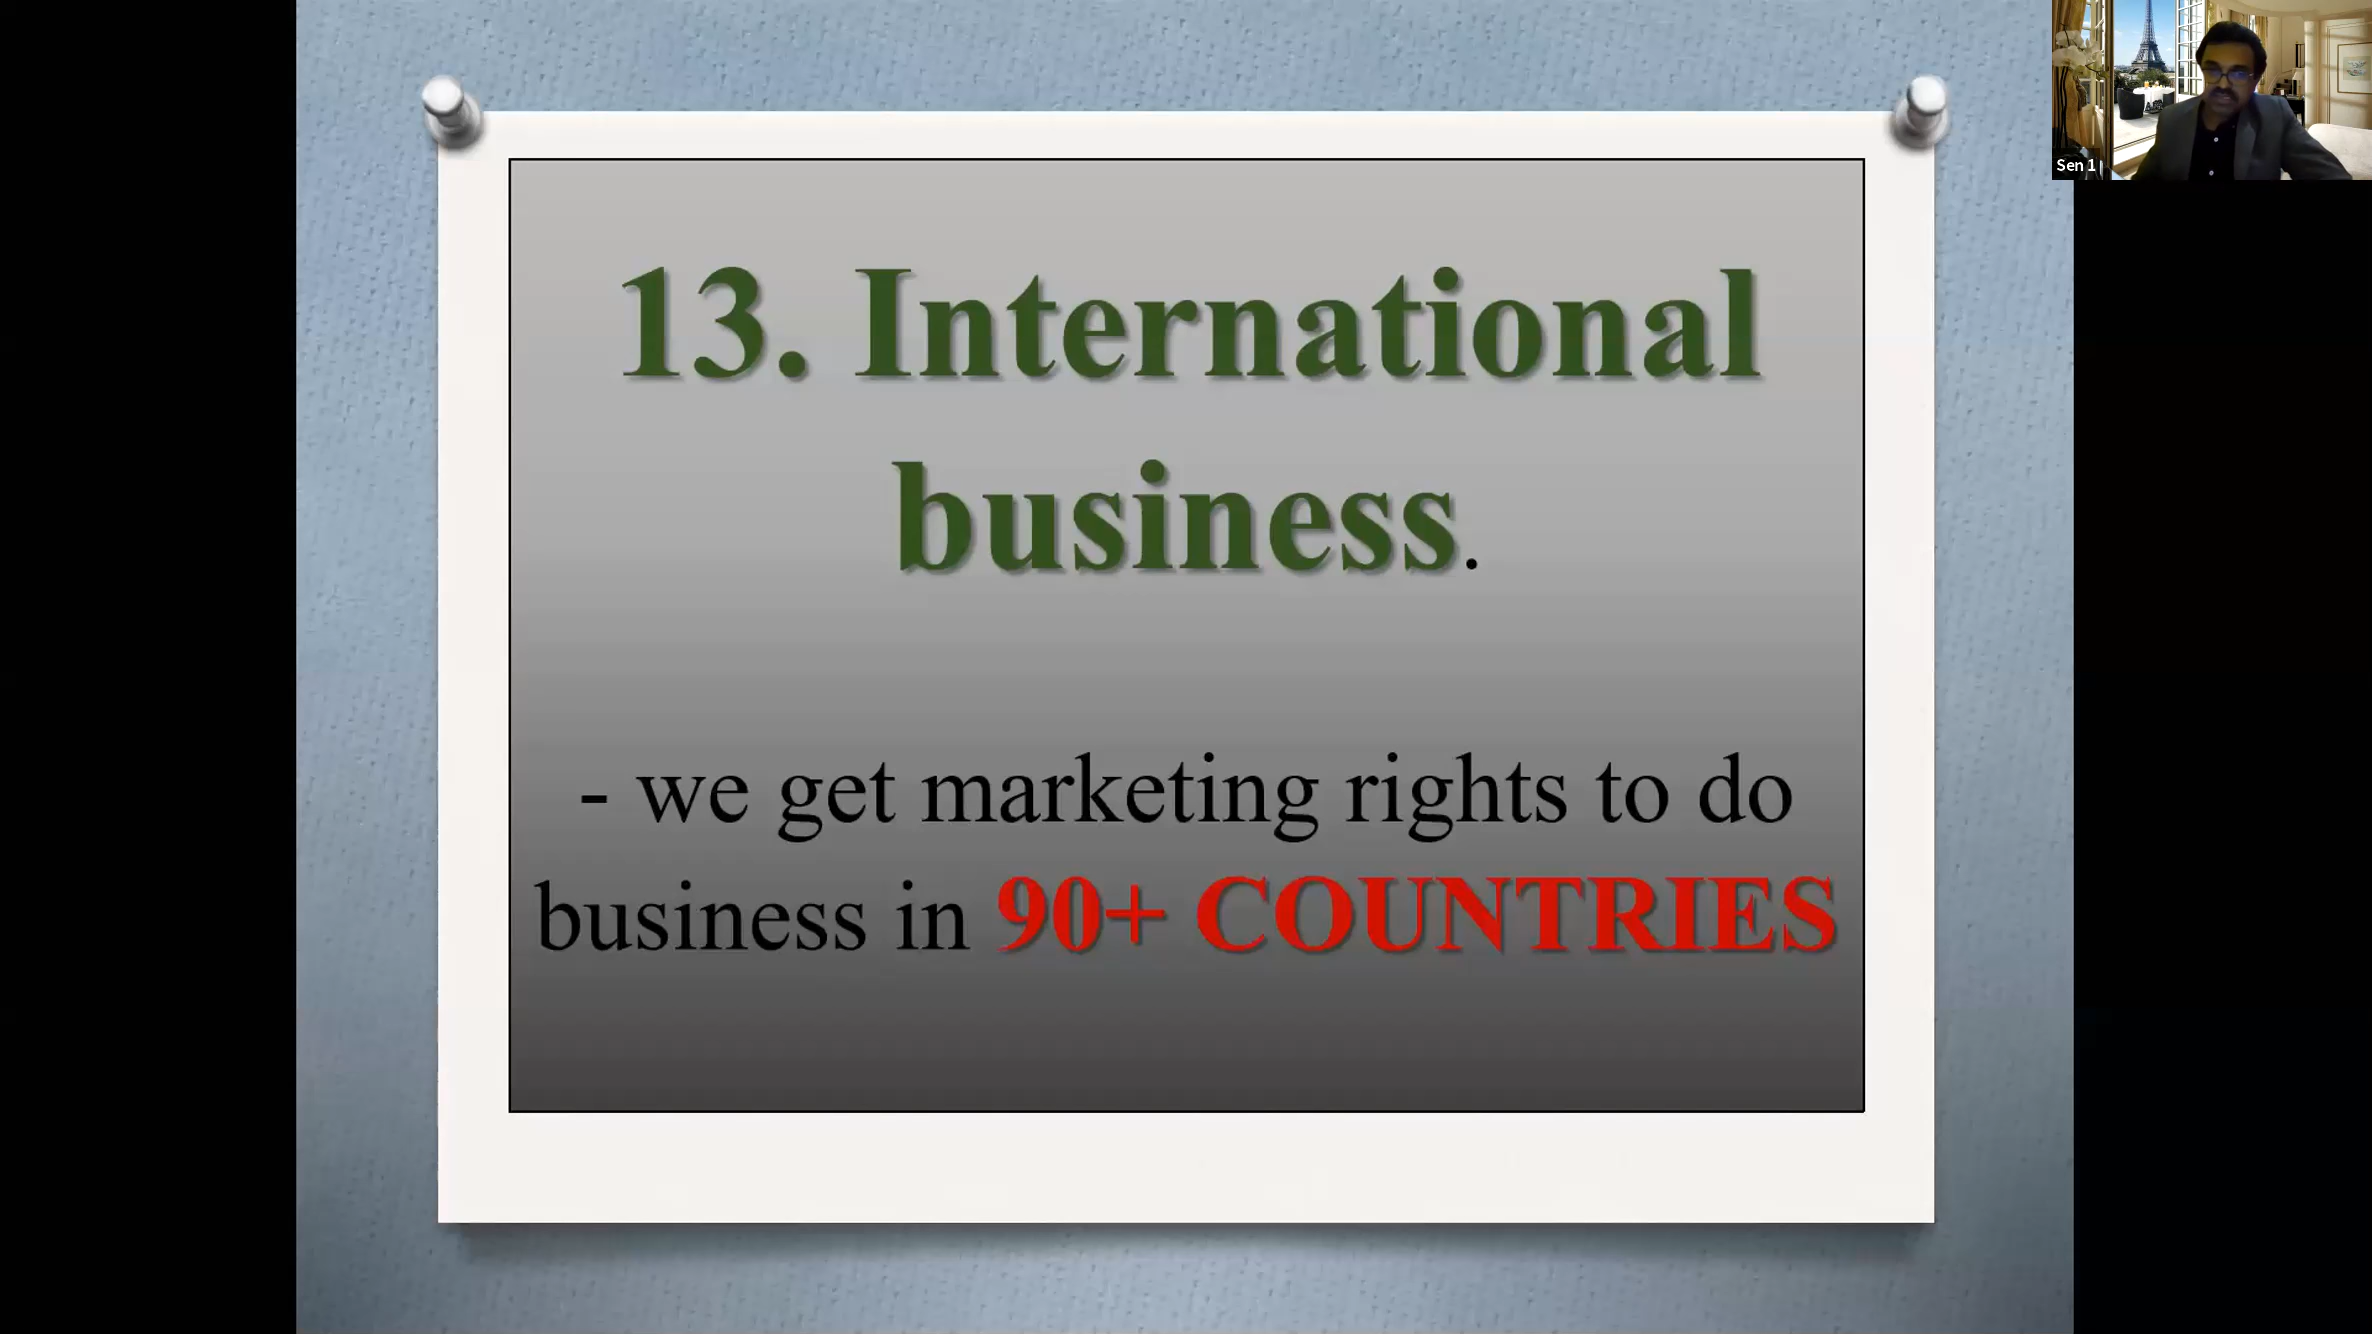 13. International
business.
- we get marketing rights to do
business in 90+ COUNTRIES
Sen 1